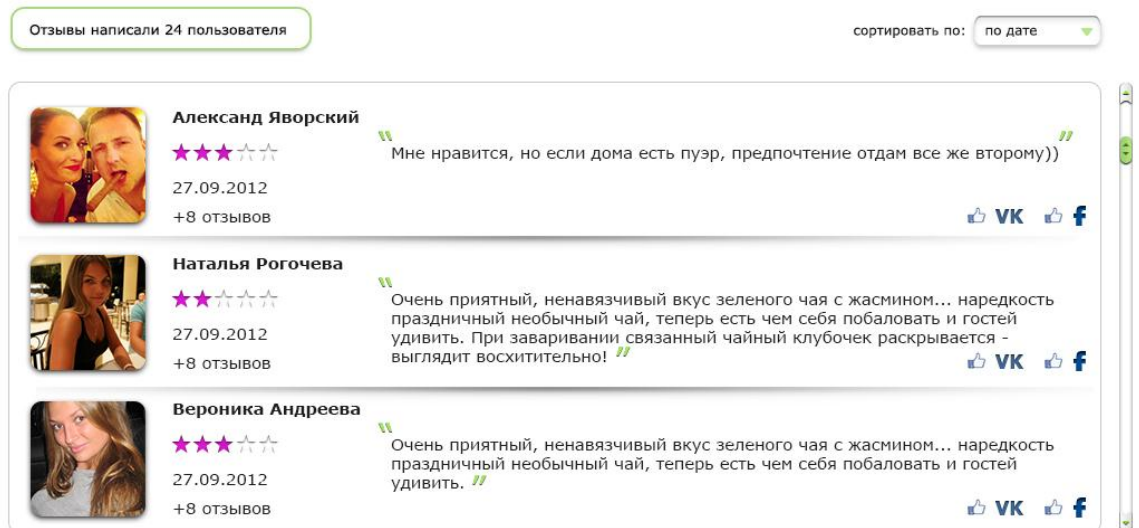 Отзывы написали 24 пользователя
сортировать по: по дате
Александ Яворский
"Мне нравится, но если дома есть пуэр, предпочтение отдам все же второму))"
27.09.2012
+8 отзывов
VK f
Наталья Рогочева
"Очень приятный, ненавязчивый вкус зеленого чая с жасмином... наредкость
праздничный необычный чай, теперь есть чем себя побаловать и гостей
удивить. При заваривании связанный чайный клубочек раскрывается -
выглядит восхитительно! "
27.09.2012
+8 отзывов
VK f
Вероника Андреева
"Очень приятный, ненавязчивый вкус зеленого чая с жасмином... наредкость
праздничный необычный чай, теперь есть чем себя побаловать и гостей
удивить. "
27.09.2012
+8 отзывов
VK f